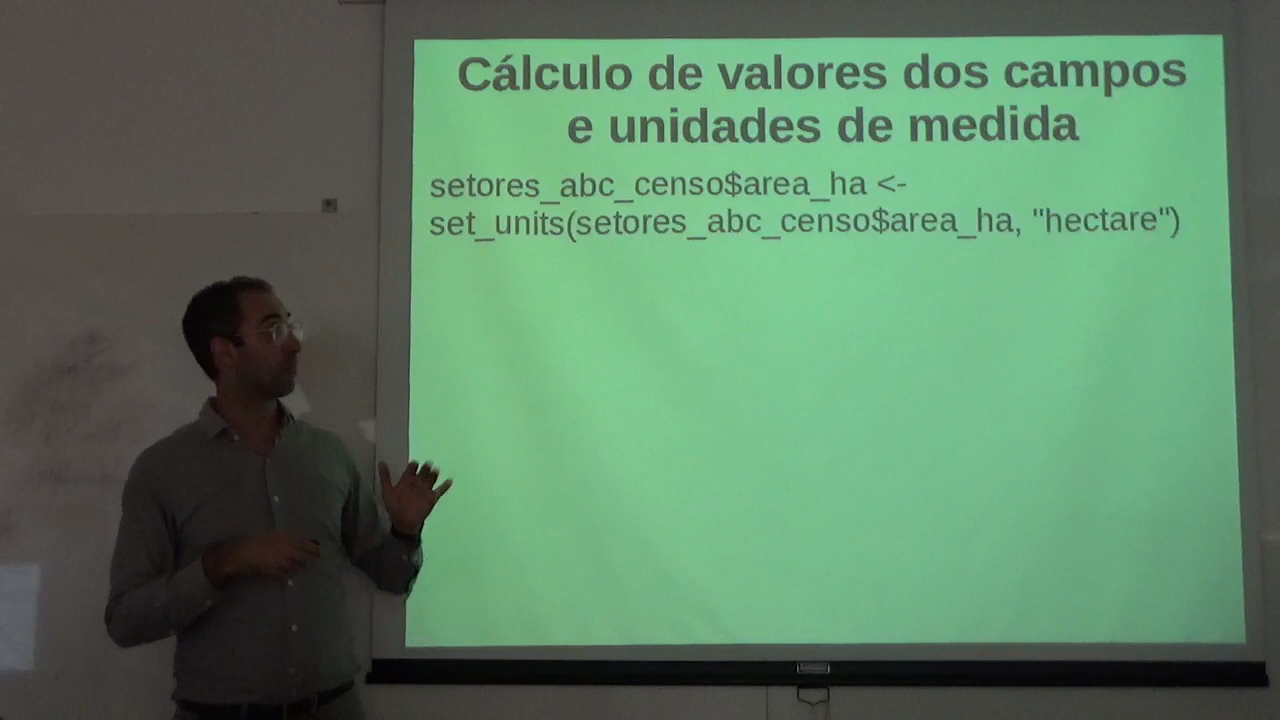 Cálculo de valores dos campos
e unidades de medida
setores_abc_censo$area_ha <-
set_units(setores_abc_censo$area_ha, "hectare")